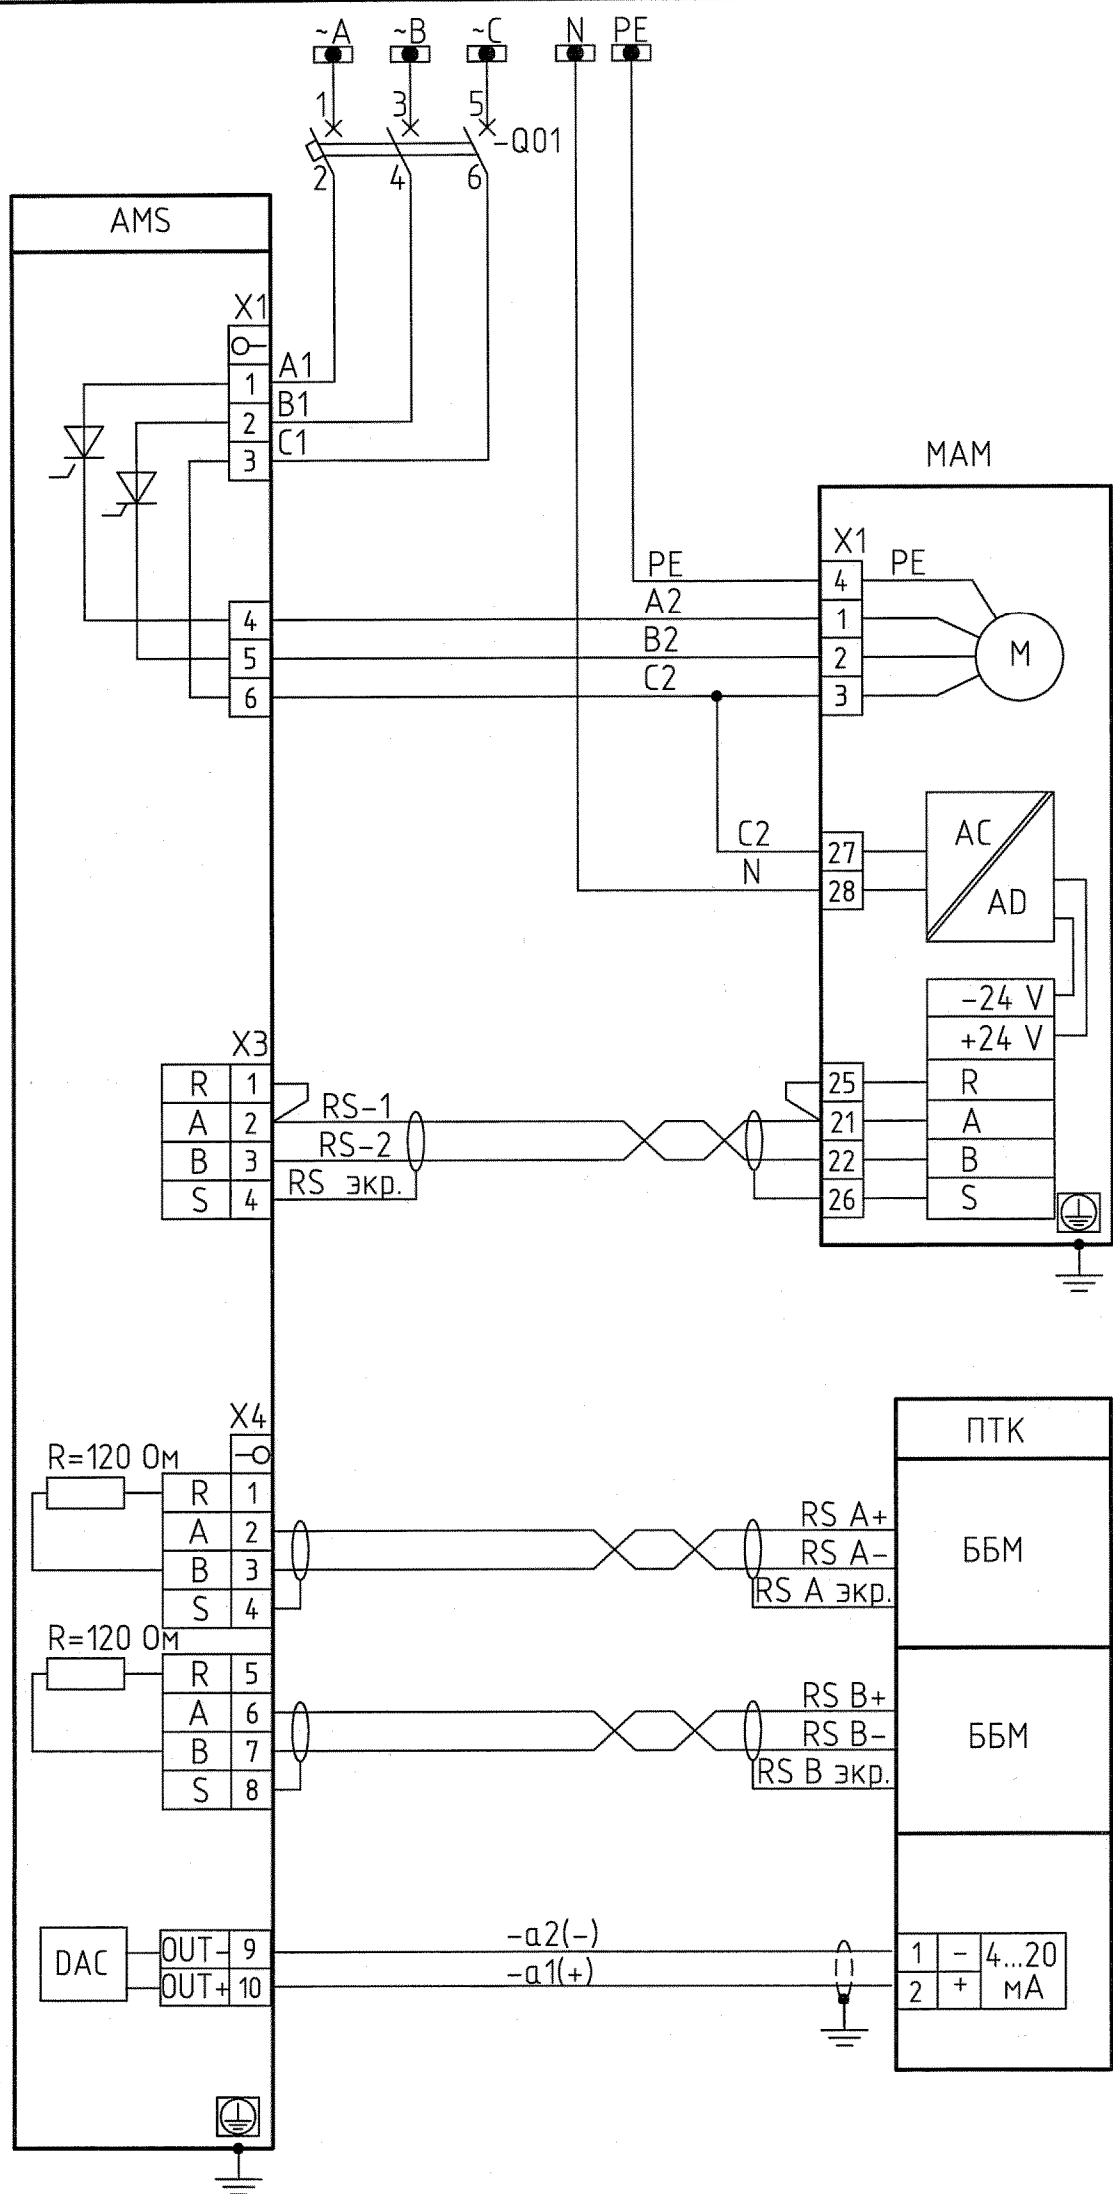 ~A ~B ~C N PE
1 3 5
-Q01
2 4 6
AMS
X1
A1
1
B1
2
C1
3
MAM
X1
PE 4 PE
4 A2 1
5 B2 2 M
6 C2 3
C2 27 AC
N 28 AD
-24 V
+24 V
X3
R 1 25 R
A 2 RS-1 21 A
B 3 RS-2 22 B
S 4 RS экр. 26 S
X4
ПТК
R=120 Ом
R 1
A 2 RS A+
B 3 RS A- ББМ
S 4 RS A экр.
R=120 Ом
R 5
A 6 RS B+
B 7 RS B- ББМ
S 8 RS B экр.
DAC
OUT- 9 -a2(-) 1 - 4...20
OUT+ 10 -a1(+) 2 + мА